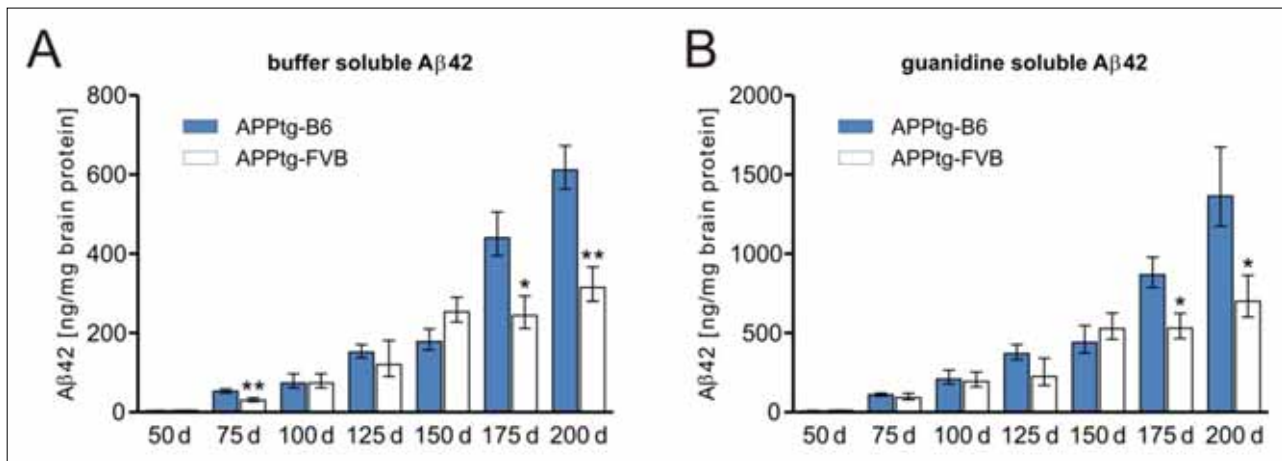 A
buffer soluble Aβ42
Aβ42 [ng/mg brain protein]
800
600
400
200
0
APPtg-B6
APPtg-FVB
**
*
**
50 d 75 d 100 d 125 d 150 d 175 d 200 d
B
guanidine soluble Aβ42
Aβ42 [ng/mg brain protein]
2000
1500
1000
500
0
APPtg-B6
APPtg-FVB
*
*
50 d 75 d 100 d 125 d 150 d 175 d 200 d